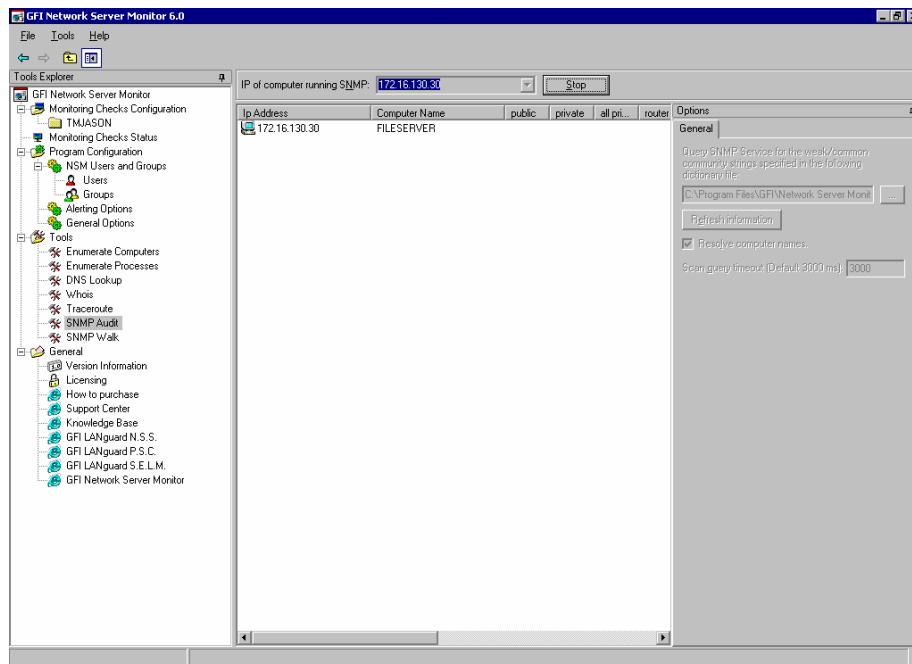 GFI Network Server Monitor 6.0
File Tools Help
Tools Explorer
GFI Network Server Monitor
Monitoring Checks Configuration
TMJASON
Monitoring Checks Status
Program Configuration
NSM Users and Groups
Users
Groups
Alerting Options
General Options
Tools
Enumerate Computers
Enumerate Processes
DNS Lookup
Whois
Traceroute
SNMP Audit
SNMP Walk
General
Version Information
Licensing
How to purchase
Support Center
Knowledge Base
GFI LANguard N.S.S.
GFI LANguard P.S.C.
GFI LANguard S.E.L.M.
GFI Network Server Monitor
IP of computer running SNMP: 172.16.130.30 Stop
Ip Address Computer Name public private all pri... router
172.16.130.30 FILESERVER
Options
General
Query SNMP Service for the weak/common
community strings specified in the following
dictionary file:
C:\Program Files\GFI\Network Server Monit ...
Refresh information
Resolve computer names.
Scan query timeout (Default 3000 ms): 3000